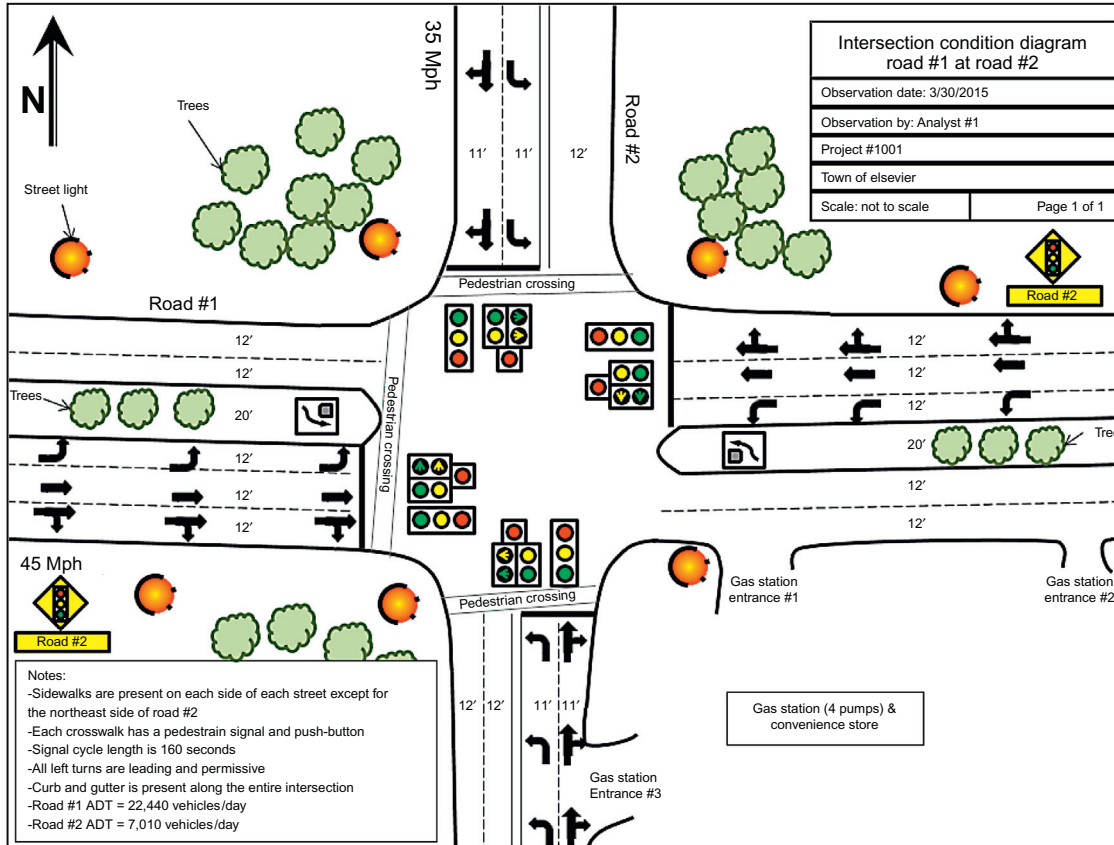 N
35 Mph
Road #2
Intersection condition diagram
road #1 at road #2
Observation date: 3/30/2015
Observation by: Analyst #1
Project #1001
Town of elsevier
Scale: not to scale
Page 1 of 1
Trees
Street light
11′
11′
12′
Pedestrian crossing
Road #2
Road #1
12′
12′
Trees
20′
12′
12′
12′
Pedestrian crossing
12′
12′
12′
20′
Tree
12′
12′
45 Mph
Road #2
Pedestrian crossing
Gas station
entrance #1
Gas station
entrance #2
12′
12′
11′
11′
Gas station
Entrance #3
Gas station (4 pumps) &
convenience store
Notes:
-Sidewalks are present on each side of each street except for
the northeast side of road #2
-Each crosswalk has a pedestrain signal and push-button
-Signal cycle length is 160 seconds
-All left turns are leading and permissive
-Curb and gutter is present along the entire intersection
-Road #1 ADT = 22,440 vehicles/day
-Road #2 ADT = 7,010 vehicles/day